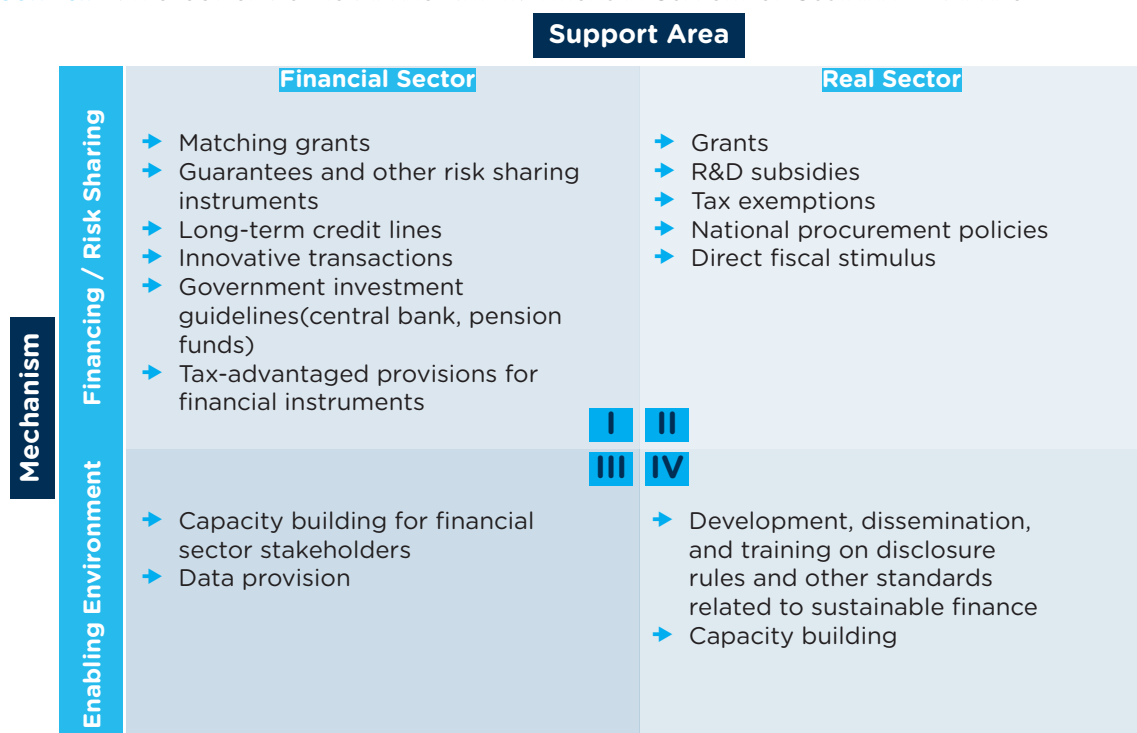 Support Area
Financial Sector
Real Sector
Mechanism
Financing / Risk Sharing
Matching grants
Guarantees and other risk sharing
instruments
Long-term credit lines
Innovative transactions
Government investment
guidelines(central bank, pension
funds)
Tax-advantaged provisions for
financial instruments
I
Grants
R&D subsidies
Tax exemptions
National procurement policies
Direct fiscal stimulus
II
Enabling Environment
III
Capacity building for financial
sector stakeholders
Data provision
IV
Development, dissemination,
and training on disclosure
rules and other standards
related to sustainable finance
Capacity building